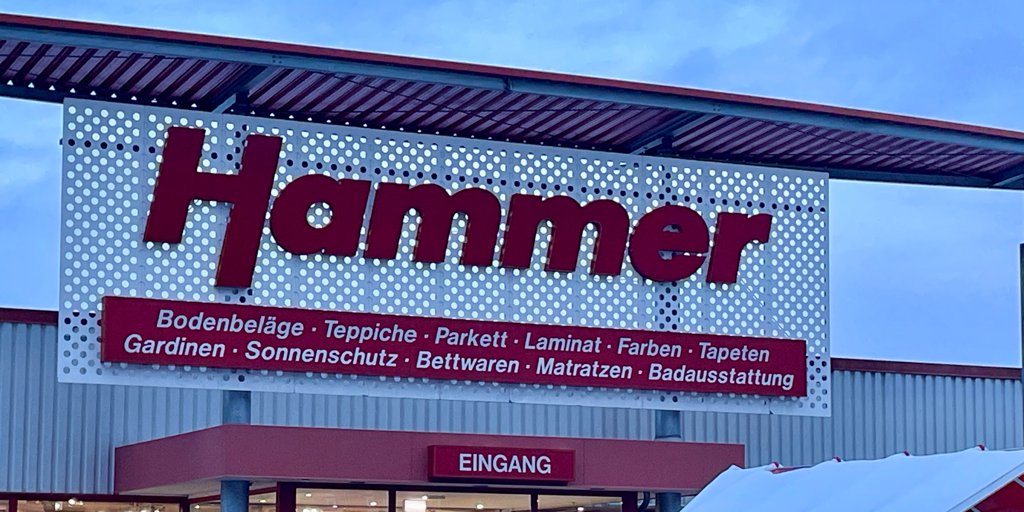 Hammer
Bodenbeläge · Teppiche · Parkett · Laminat · Farben · Tapeten
Gardinen · Sonnenschutz · Bettwaren · Matratzen · Badausstattung
EINGANG